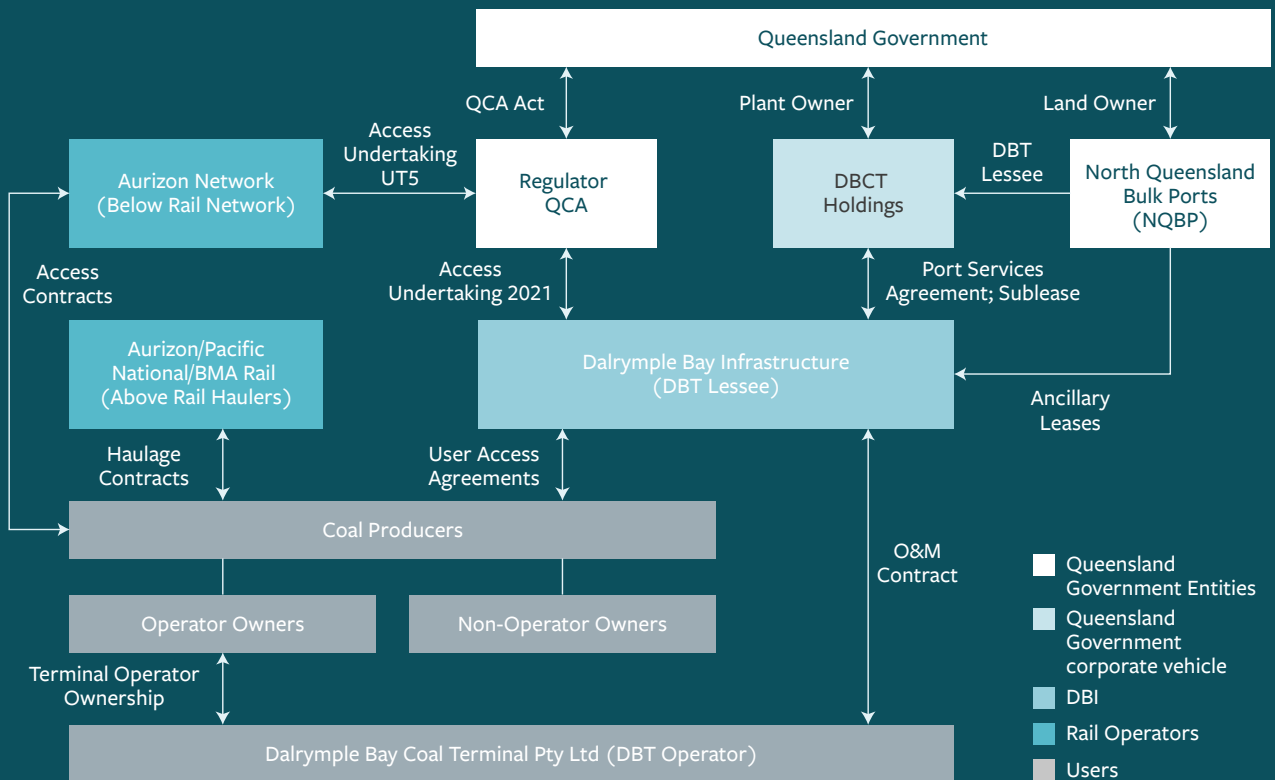 Queensland Government
QCA Act
Plant Owner
Land Owner
Access
Undertaking
UT5
DBT
Lessee
Aurizon Network
(Below Rail Network)
Regulator
QCA
DBCT
Holdings
North Queensland
Bulk Ports
(NQBP)
Access
Contracts
Access
Undertaking 2021
Port Services
Agreement; Sublease
Aurizon/Pacific
National/BMA Rail
(Above Rail Haulers)
Dalrymple Bay Infrastructure
(DBT Lessee)
Ancillary
Leases
Haulage
Contracts
User Access
Agreements
Coal Producers
O&M
Contract
Operator Owners
Non-Operator Owners
Terminal Operator
Ownership
Dalrymple Bay Coal Terminal Pty Ltd (DBT Operator)
Queensland
Government Entities
Queensland
Government
corporate vehicle
DBI
Rail Operators
Users